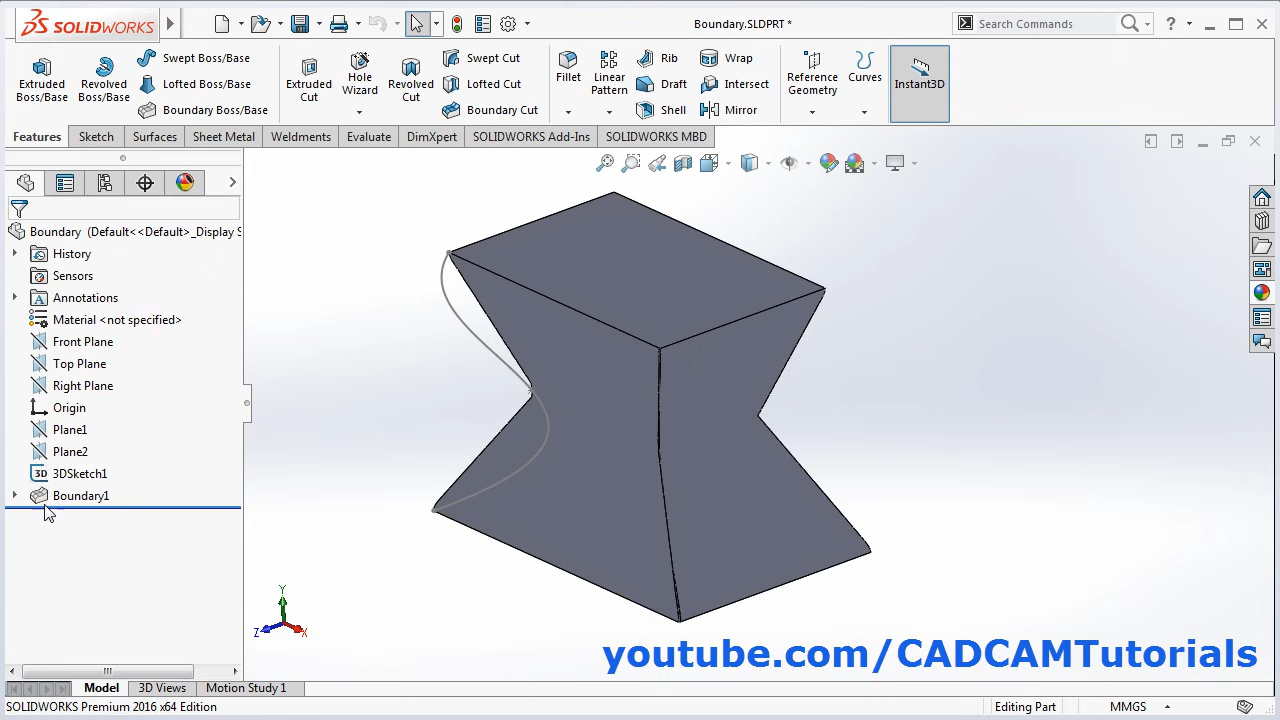 SOLIDWORKS
Boundary.SLDPRT *
Search Commands
Extruded Boss/Base
Revolved Boss/Base
Swept Boss/Base
Lofted Boss/Base
Boundary Boss/Base
Extruded Cut
Hole Wizard
Revolved Cut
Swept Cut
Lofted Cut
Boundary Cut
Fillet
Linear Pattern
Rib
Draft
Shell
Wrap
Intersect
Mirror
Reference Geometry
Curves
Instant3D
Features
Sketch
Surfaces
Sheet Metal
Weldments
Evaluate
DimXpert
SOLIDWORKS Add-Ins
SOLIDWORKS MBD
Boundary (Default<<Default>_Display S
History
Sensors
Annotations
Material <not specified>
Front Plane
Top Plane
Right Plane
Origin
Plane1
Plane2
3D 3DSketch1
Boundary1
Y
Z
X
youtube.com/CADCAMTutorials
Model
3D Views
Motion Study 1
SOLIDWORKS Premium 2016 x64 Edition
Editing Part
MMGS